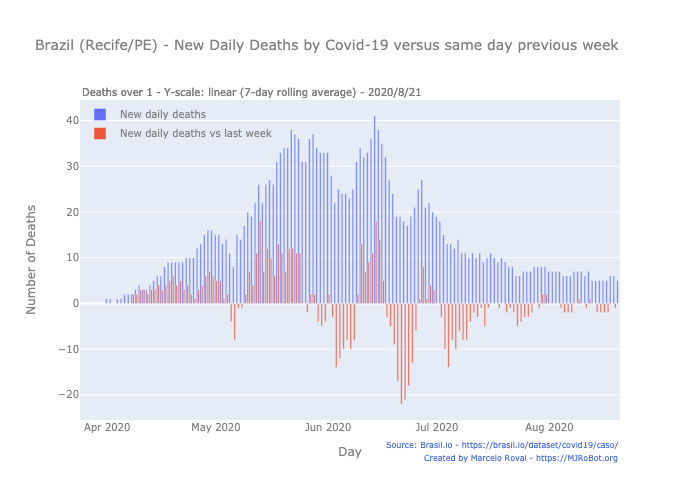 Brazil (Recife/PE) - New Daily Deaths by Covid-19 versus same day previous week
Deaths over 1 - Y-scale: linear (7-day rolling average) - 2020/8/21
New daily deaths
New daily deaths vs last week
Number of Deaths
40
30
20
10
0
−10
−20
Apr 2020 May 2020 Jun 2020 Jul 2020 Aug 2020
Day
Source: Brasil.io - https://brasil.io/dataset/covid19/caso/
Created by Marcelo Rovai - https://MJRoBot.org